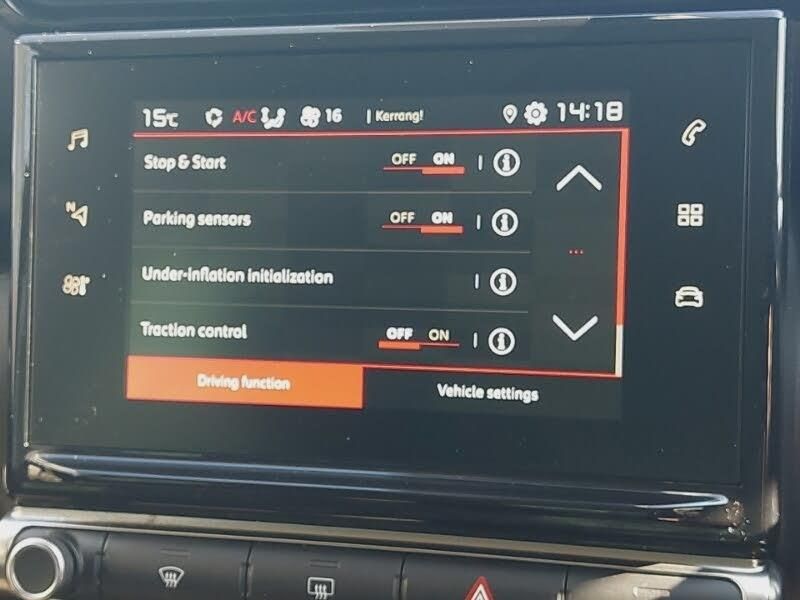 15°C A/C 16 Kerrang! 14:18
Stop & Start OFF ON
Parking sensors OFF ON
N
Under-inflation initialization
Traction control OFF ON
Driving function Vehicle settings